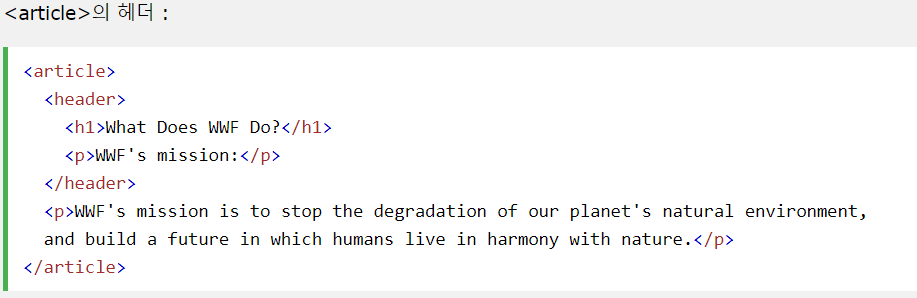 <article>의 헤더 :
<article>
<header>
<h1>What Does WWF Do?</h1>
<p>WWF's mission:</p>
</header>
<p>WWF's mission is to stop the degradation of our planet's natural environment,
and build a future in which humans live in harmony with nature.</p>
</article>